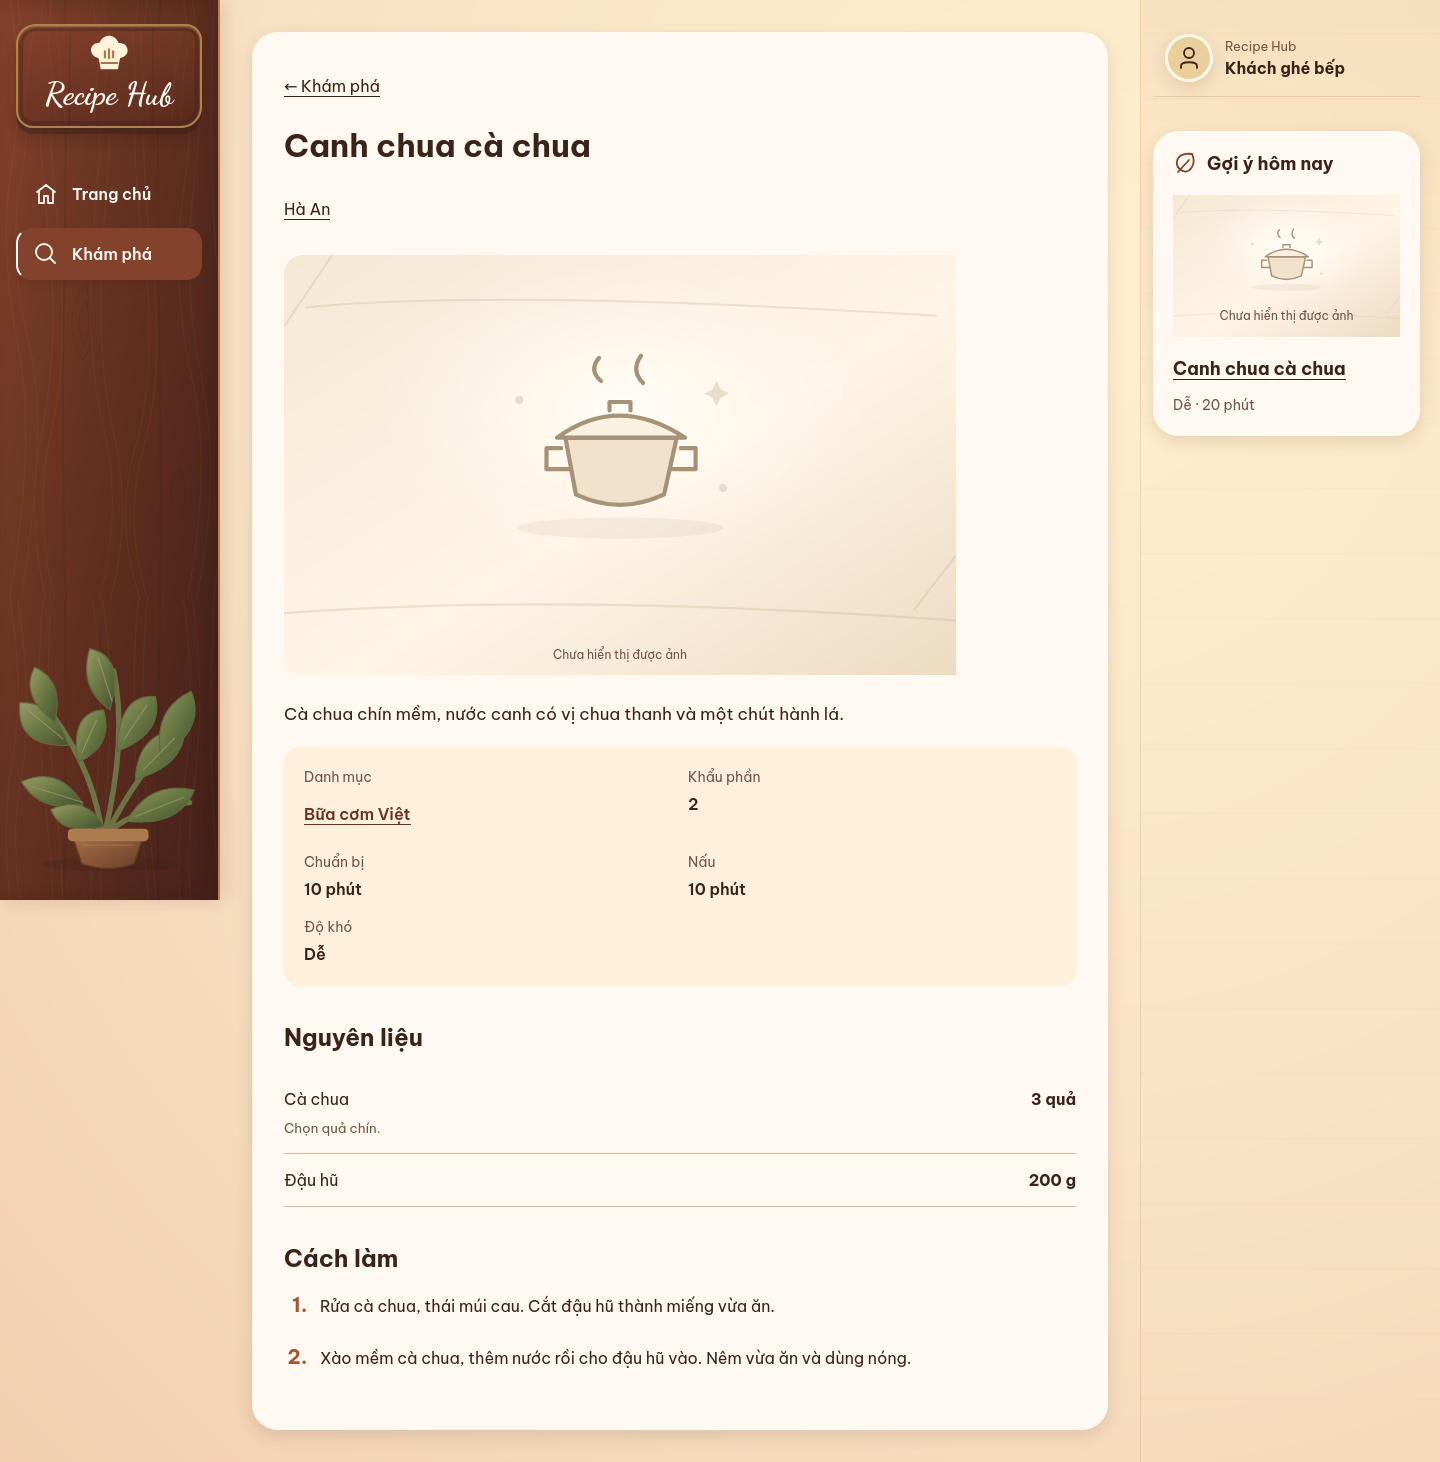 Recipe Hub
Trang chủ
Khám phá
← Khám phá
Canh chua cà chua
Hà An
Chưa hiển thị được ảnh
Cà chua chín mềm, nước canh có vị chua thanh và một chút hành lá.
Danh mục
Bữa cơm Việt
Khẩu phần
2
Chuẩn bị
10 phút
Nấu
10 phút
Độ khó
Dễ
Nguyên liệu
Cà chua
3 quả
Chọn quả chín.
Đậu hũ
200 g
Cách làm
1. Rửa cà chua, thái múi cau. Cắt đậu hũ thành miếng vừa ăn.
2. Xào mềm cà chua, thêm nước rồi cho đậu hũ vào. Nêm vừa ăn và dùng nóng.
Recipe Hub
Khách ghé bếp
Gợi ý hôm nay
Chưa hiển thị được ảnh
Canh chua cà chua
Dễ · 20 phút